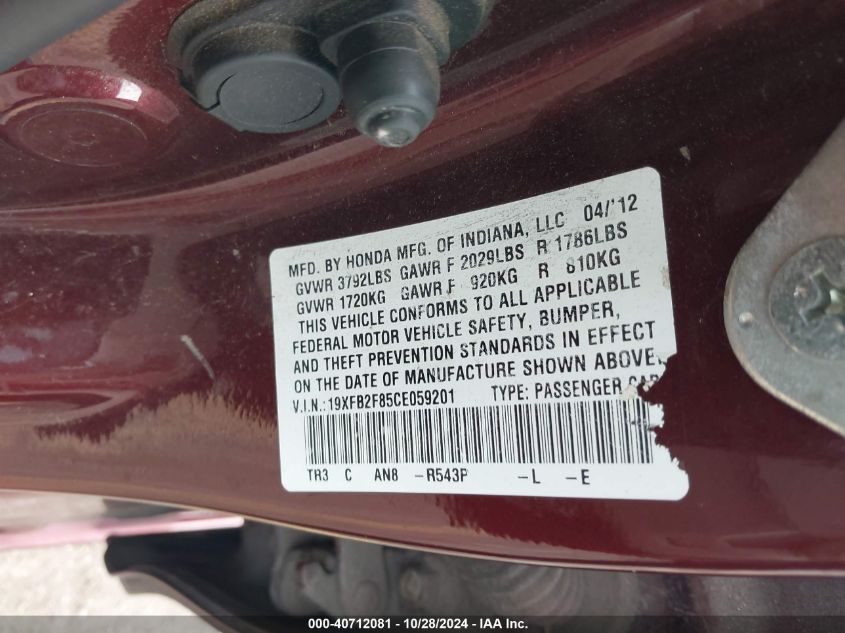 MFD. BY HONDA MFG. OF INDIANA, LLC 04/'12
GVWR 3792LBS GAWR F 2029LBS R 1786LBS
GVWR 1720KG GAWR F 920KG R 810KG
THIS VEHICLE CONFORMS TO ALL APPLICABLE
FEDERAL MOTOR VEHICLE SAFETY, BUMPER,
AND THEFT PREVENTION STANDARDS IN EFFECT
ON THE DATE OF MANUFACTURE SHOWN ABOVE.
V.I.N.:19XFB2F85CE059201 TYPE: PASSENGER CAR
TR3 C AN8 -R543P -L -E
000-40712081 / 10/28/2024 - IAA Inc.